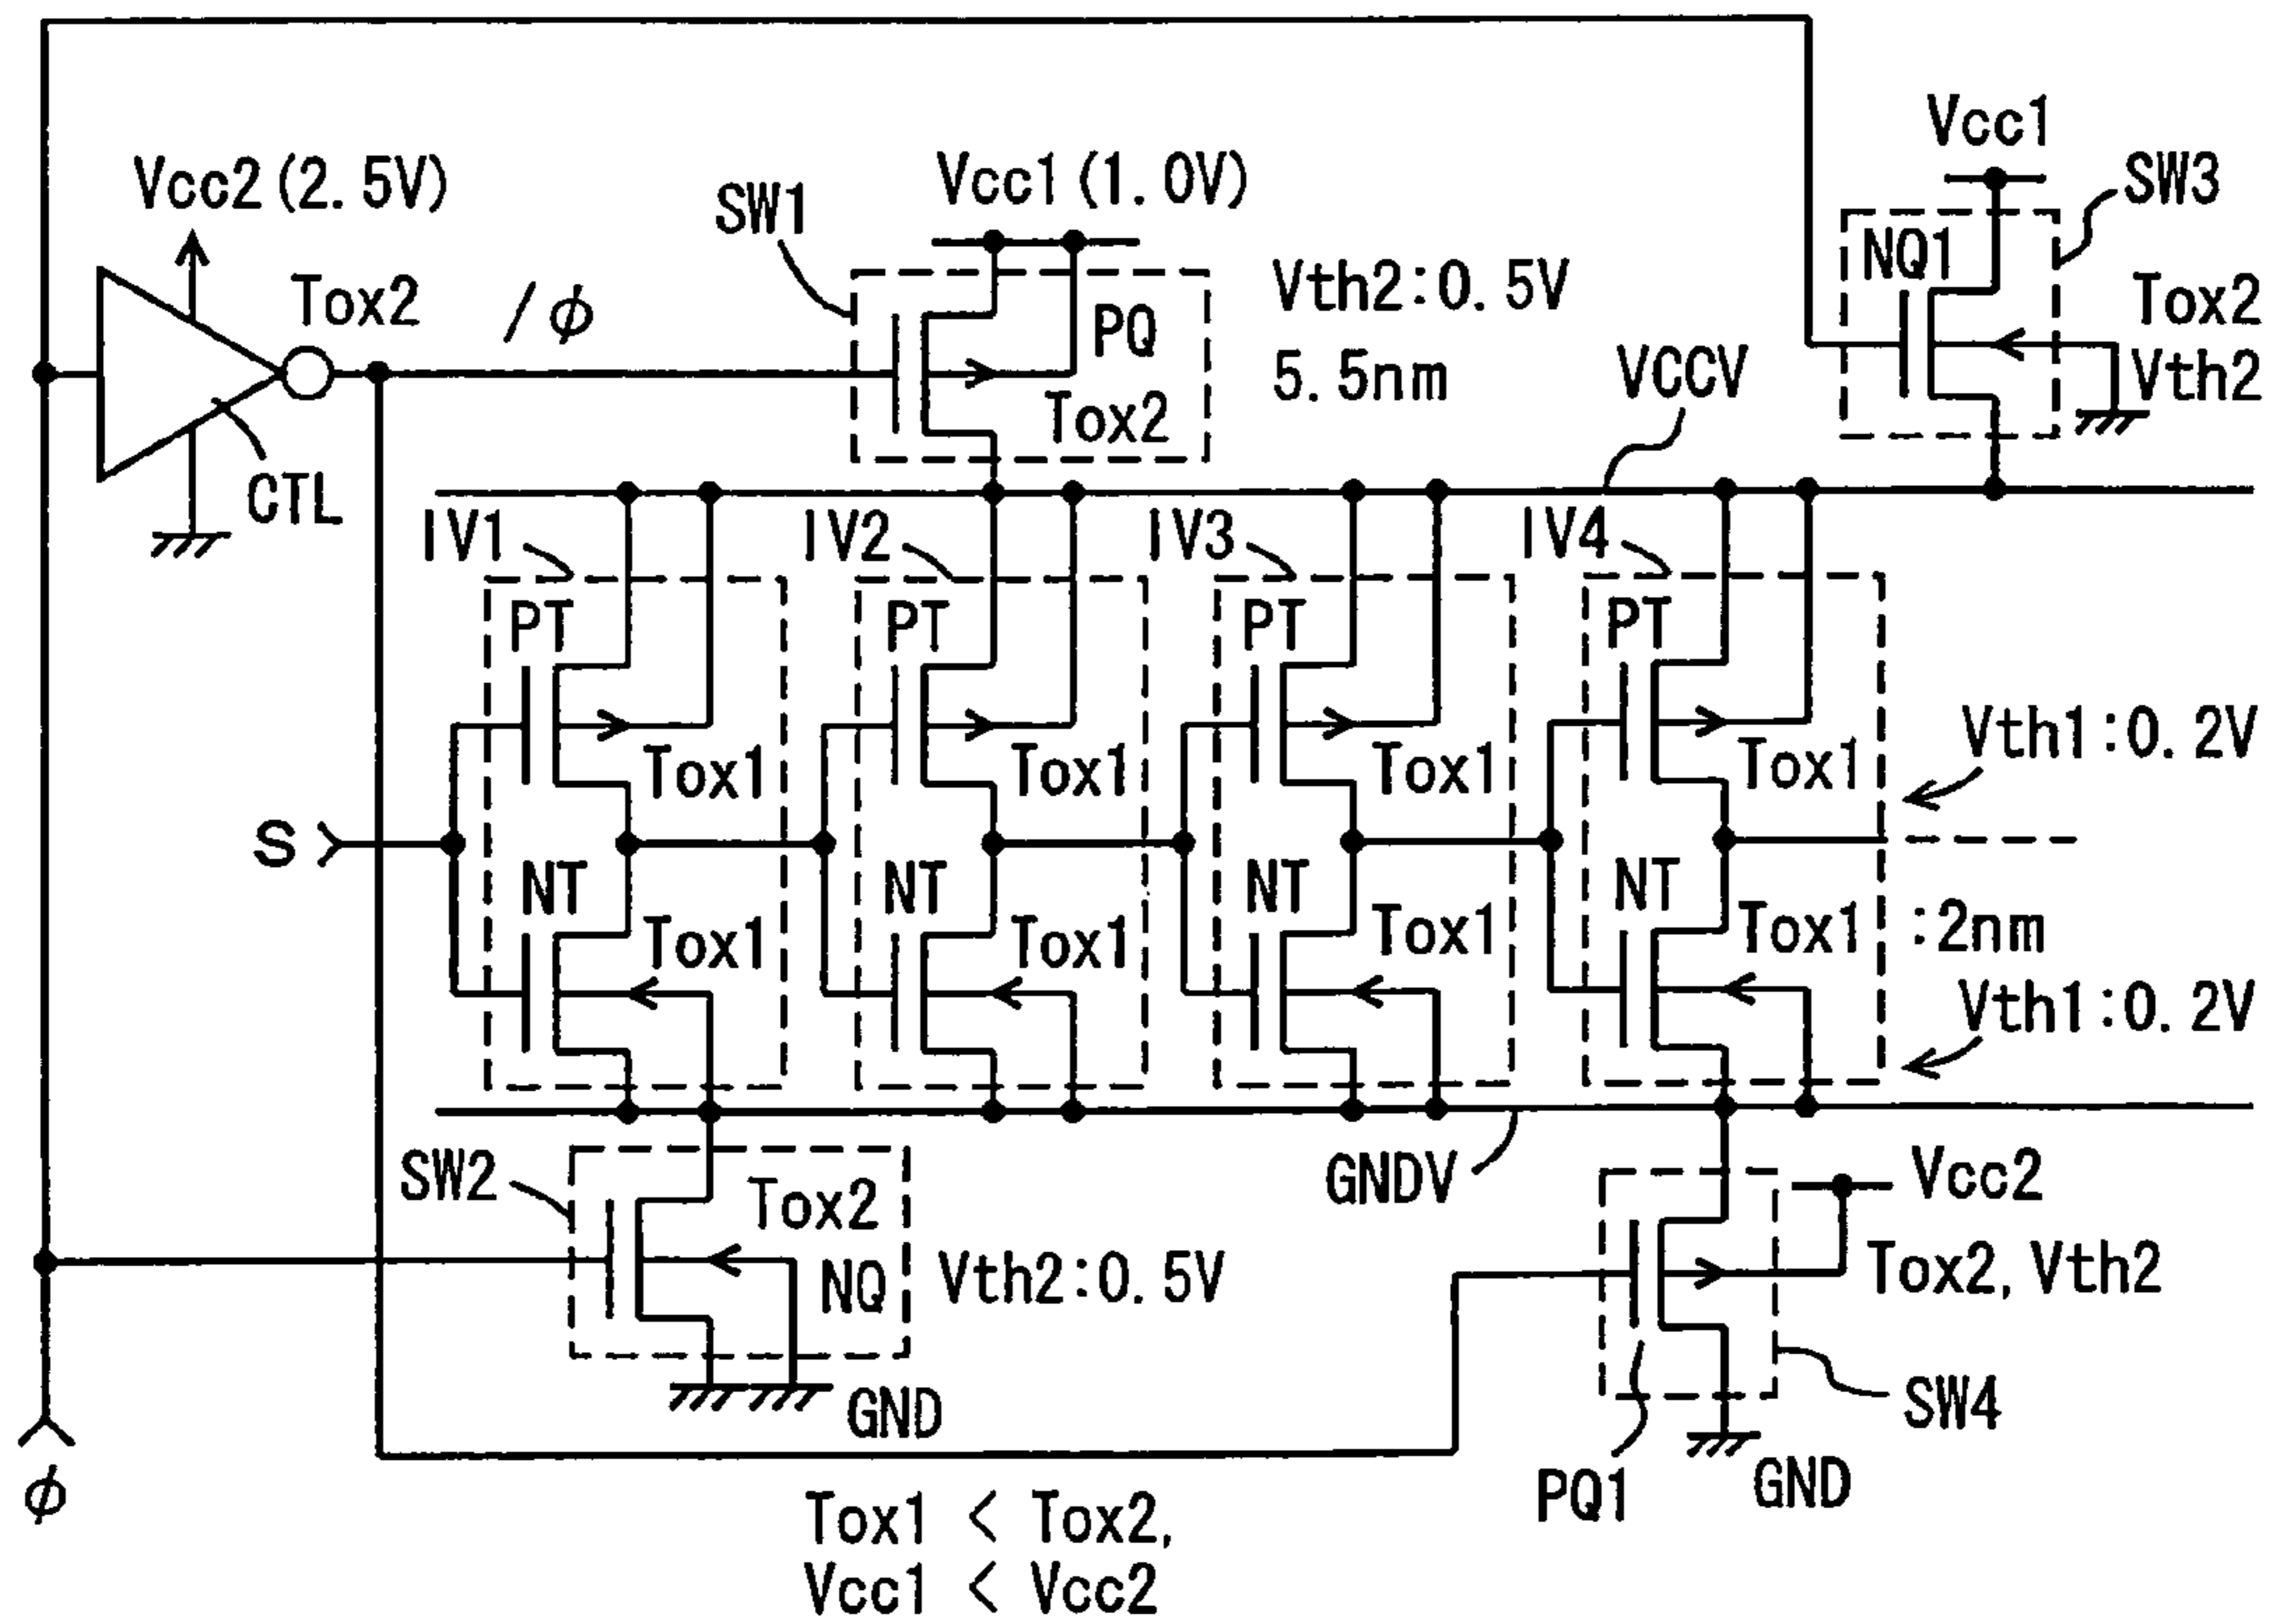 Vcc1
SW3
Vcc2(2.5V)
SW1
Vcc1(1.0V)
NQ1
Tox2
/φ
PQ
Vth2:0.5V
Tox2
5.5nm
VCCV
Vth2
Tox2
CTL
IV1
IV2
IV3
IV4
PT
PT
PT
PT
Tox1
Tox1
Tox1
Tox1
Vth1:0.2V
S
NT
NT
NT
NT
Tox1
Tox1
Tox1
Tox1 :2nm
Vth1:0.2V
SW2
Tox2
GNDV
Vcc2
NQ
Vth2:0.5V
Tox2, Vth2
GND
SW4
φ
PQ1
GND
Tox1 < Tox2,
Vcc1 < Vcc2